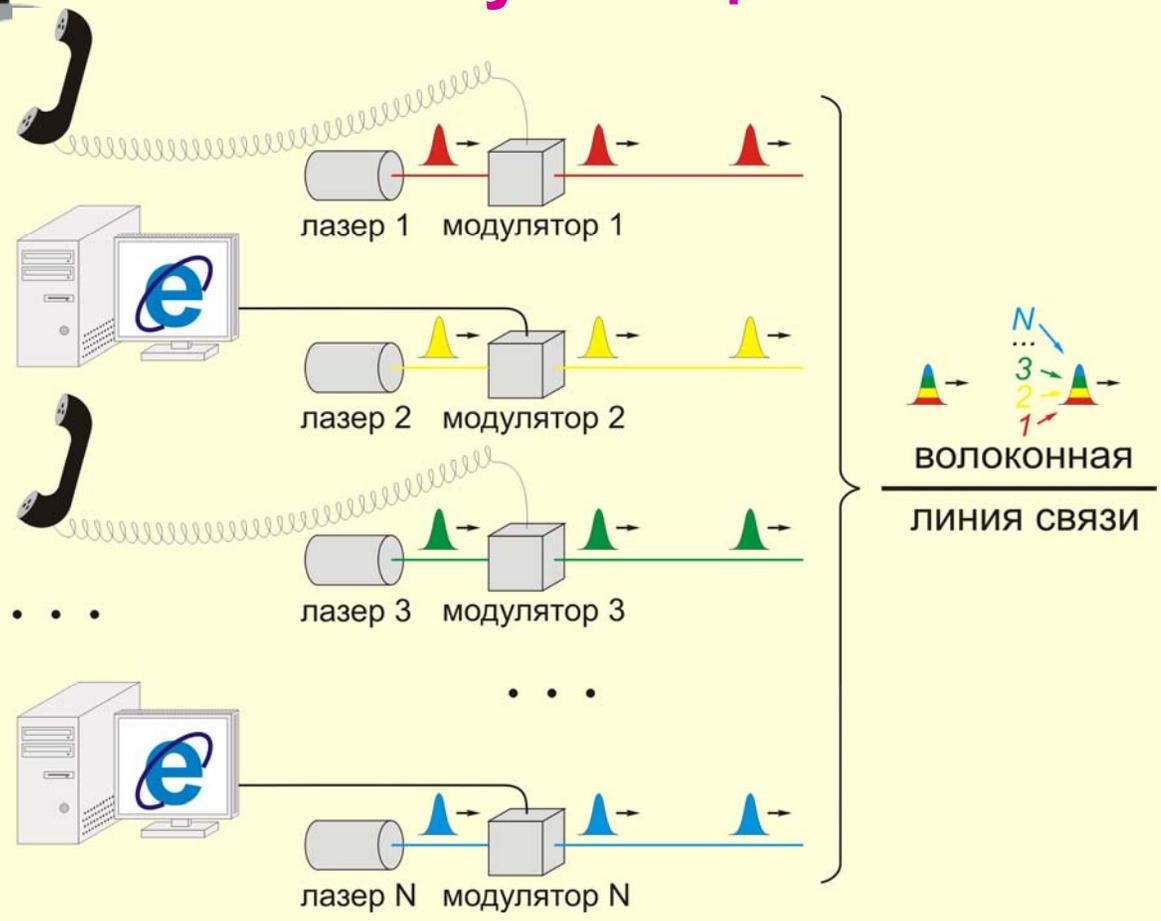 лазер 1 модулятор 1
лазер 2 модулятор 2
лазер 3 модулятор 3
• • •
• • •
лазер N модулятор N
N
...
3
2
1
волоконная
линия связи